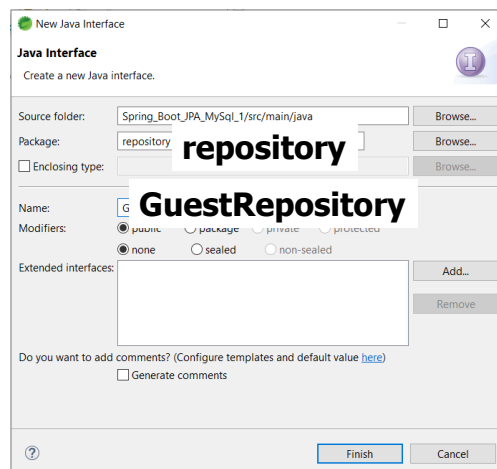 New Java Interface
Java Interface
Create a new Java interface.
Source folder: Spring_Boot_JPA_MySql_1/src/main/java Browse...
Package: repository Browse...
repository
Enclosing type: Browse...
Name: G
GuestRepository
Modifiers: public package private protected
none sealed non-sealed
Extended interfaces: Add...
Remove
Do you want to add comments? (Configure templates and default value here)
Generate comments
? Finish Cancel